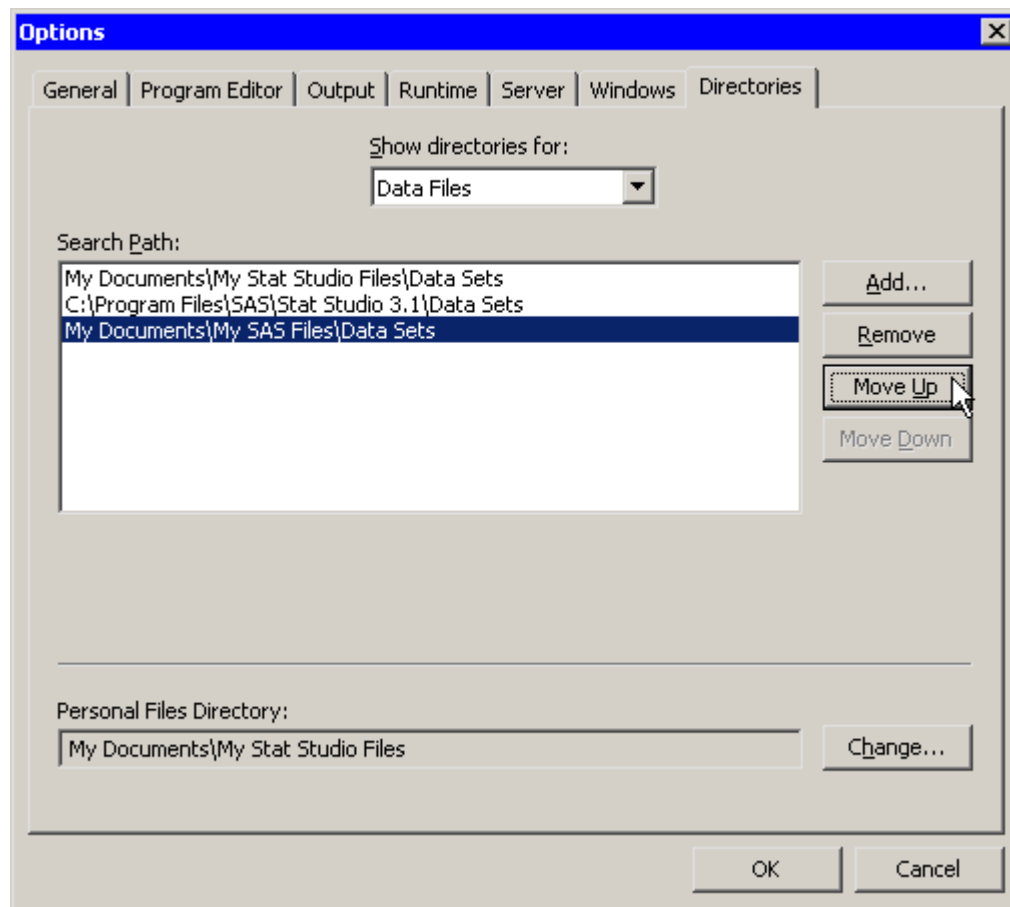 Options
General Program Editor Output Runtime Server Windows Directories
Show directories for:
Data Files
Search Path:
My Documents\My Stat Studio Files\Data Sets
C:\Program Files\SAS\Stat Studio 3.1\Data Sets
My Documents\My SAS Files\Data Sets
Add...
Remove
Move Up
Move Down
Personal Files Directory:
My Documents\My Stat Studio Files
Change...
OK Cancel